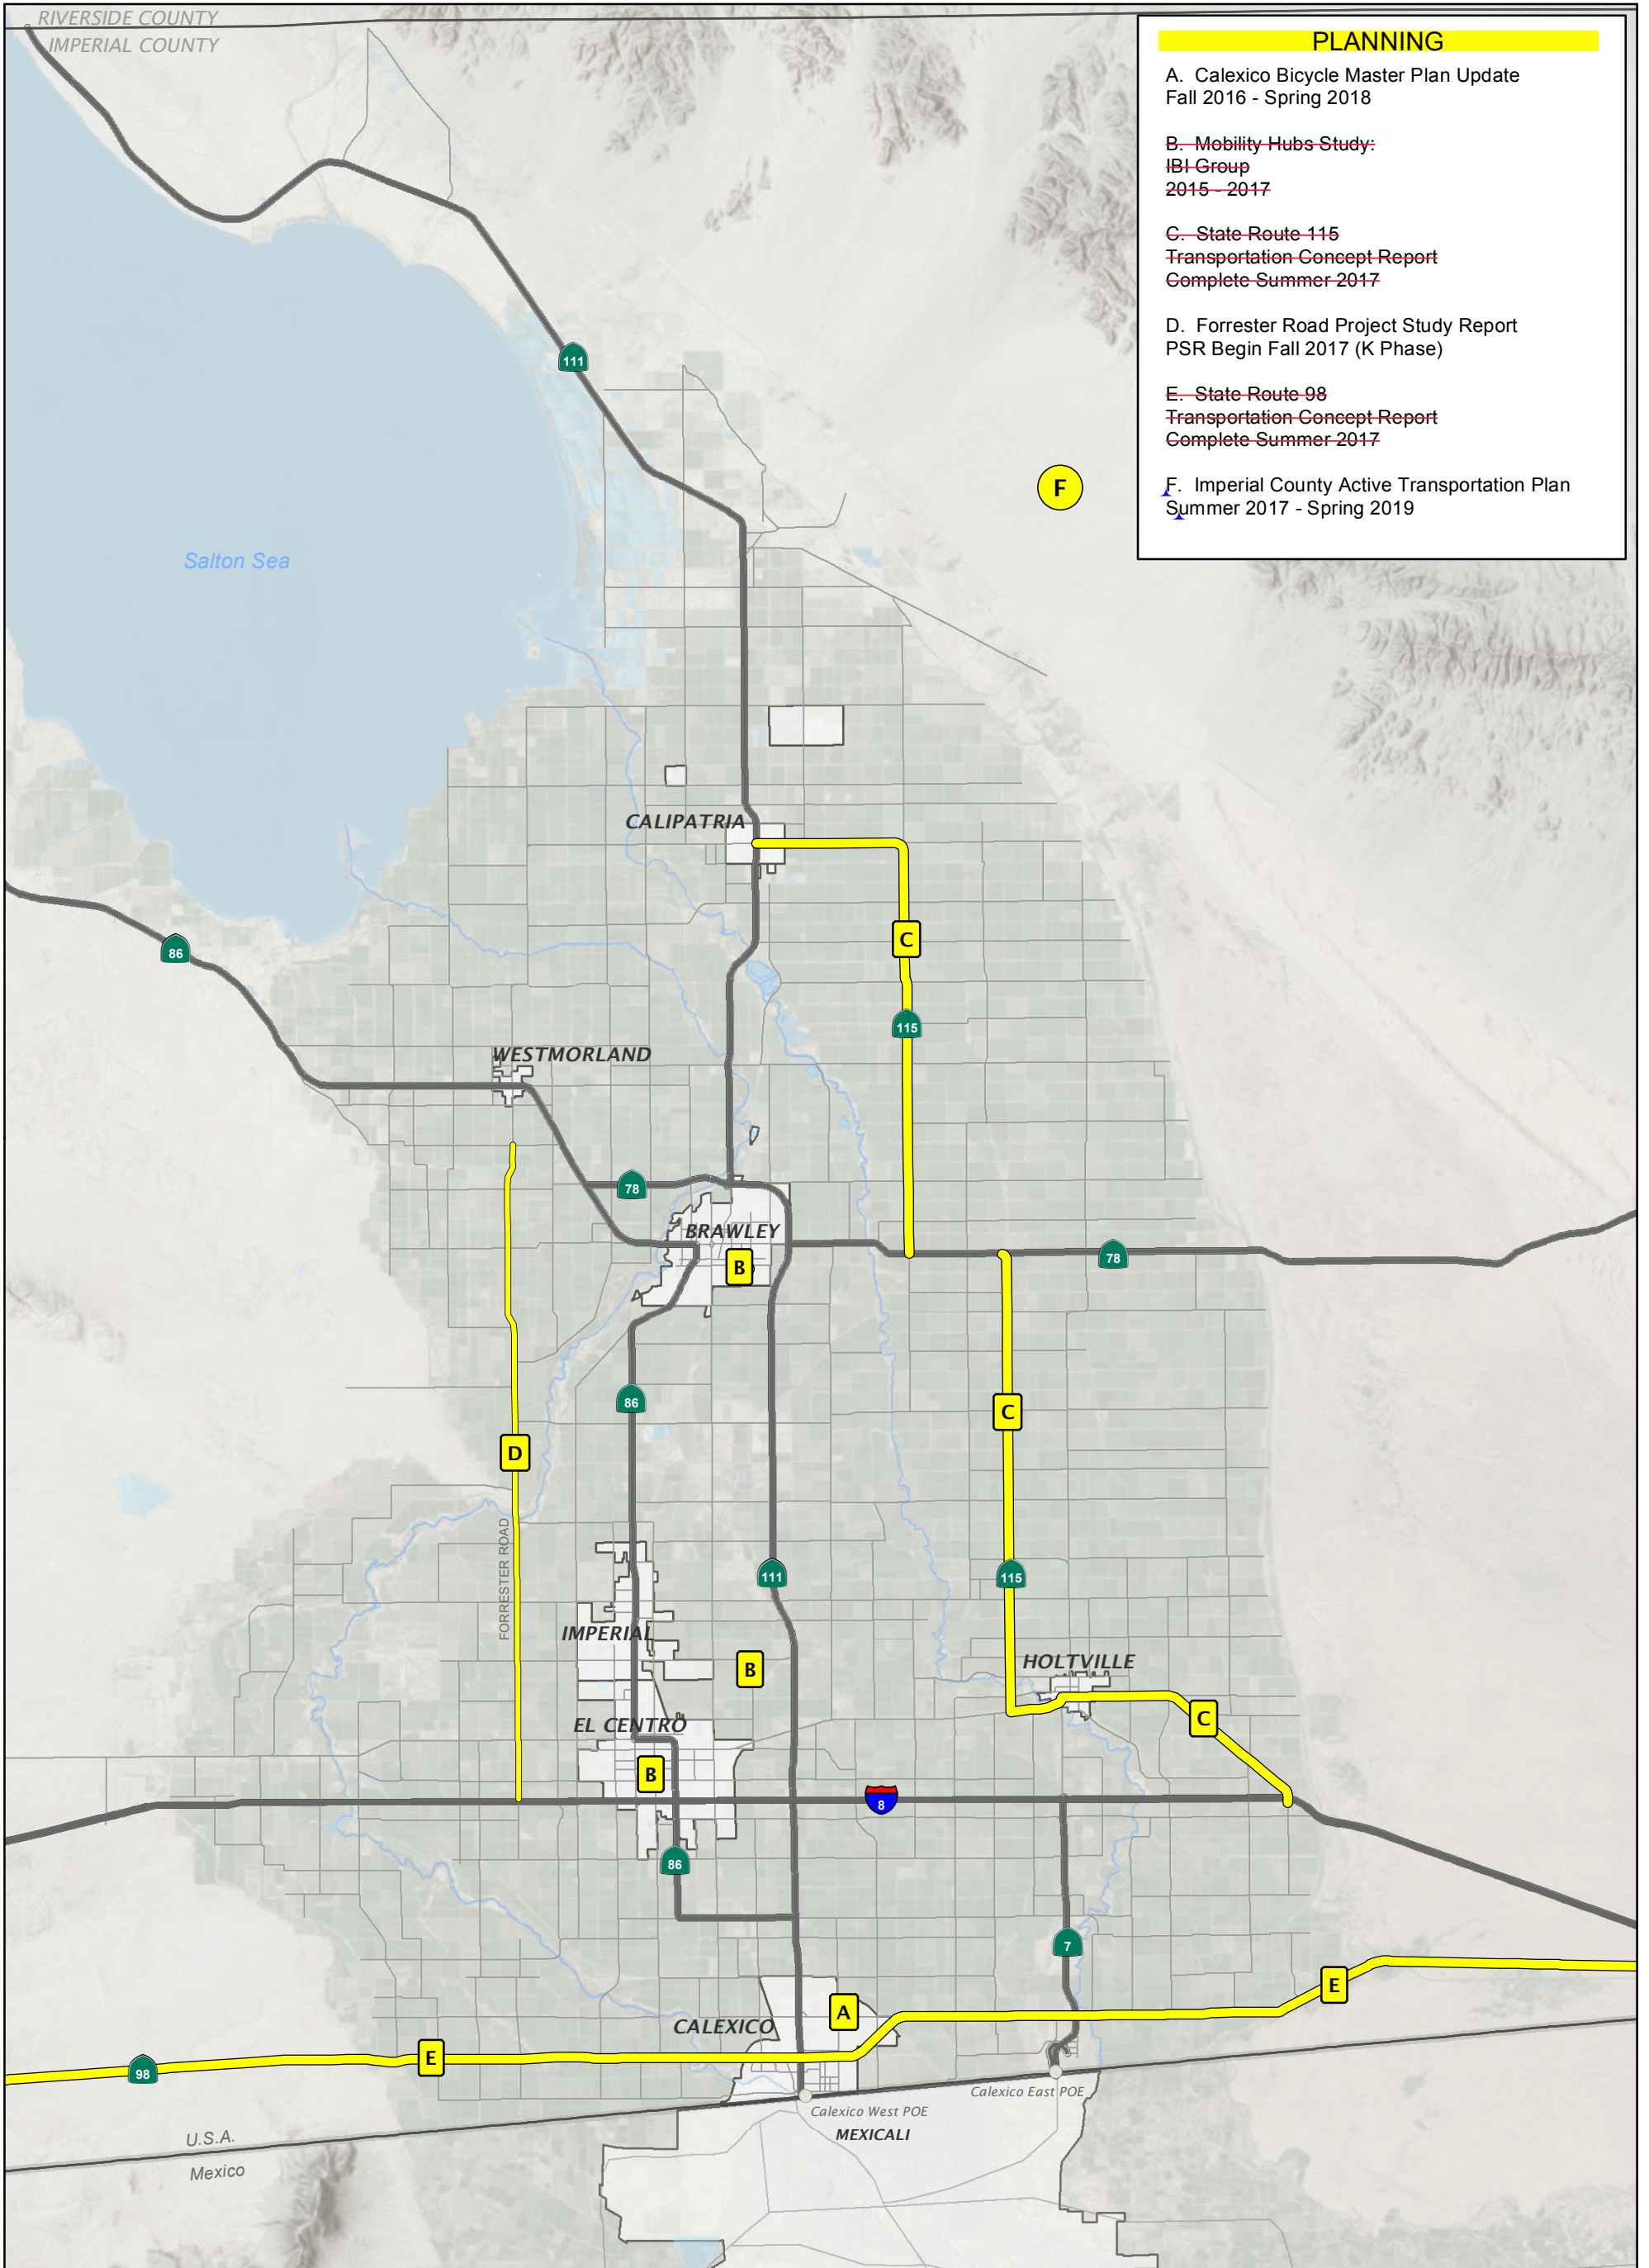 RIVERSIDE COUNTY
IMPERIAL COUNTY
PLANNING
A. Calexico Bicycle Master Plan Update
Fall 2016 - Spring 2018
B. Mobility Hubs Study:
IBI Group
2015 - 2017
C. State Route 115
Transportation Concept Report
Complete Summer 2017
D. Forrester Road Project Study Report
PSR Begin Fall 2017 (K Phase)
E. State Route 98
Transportation Concept Report
Complete Summer 2017
F. Imperial County Active Transportation Plan
Summer 2017 - Spring 2019
111
F
Salton Sea
CALIPATRIA
C
86
115
WESTMORLAND
78
BRAWLEY
B
78
86
C
D
FORRESTER ROAD
111
115
IMPERIAL
B
HOLTVILLE
EL CENTRO
C
B
8
86
7
E
A
CALEXICO
E
98
Calexico East POE
Calexico West POE
MEXICALI
U.S.A.
Mexico